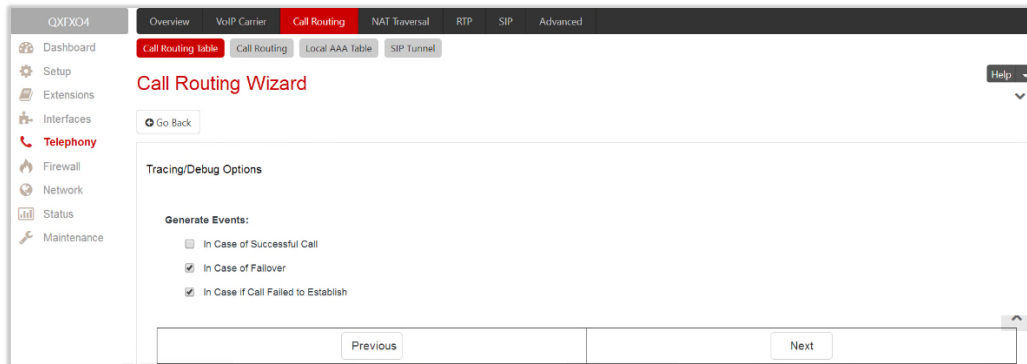 QXFXO4
Overview VoIP Carrier Call Routing NAT Traversal RTP SIP Advanced
Dashboard
Call Routing Table Call Routing Local AAA Table SIP Tunnel
Setup
Help
Call Routing Wizard
Extensions
Interfaces
Go Back
Telephony
Firewall
Tracing/Debug Options
Network
Status
Generate Events:
Maintenance
In Case of Successful Call
In Case of Failover
In Case if Call Failed to Establish
Previous Next